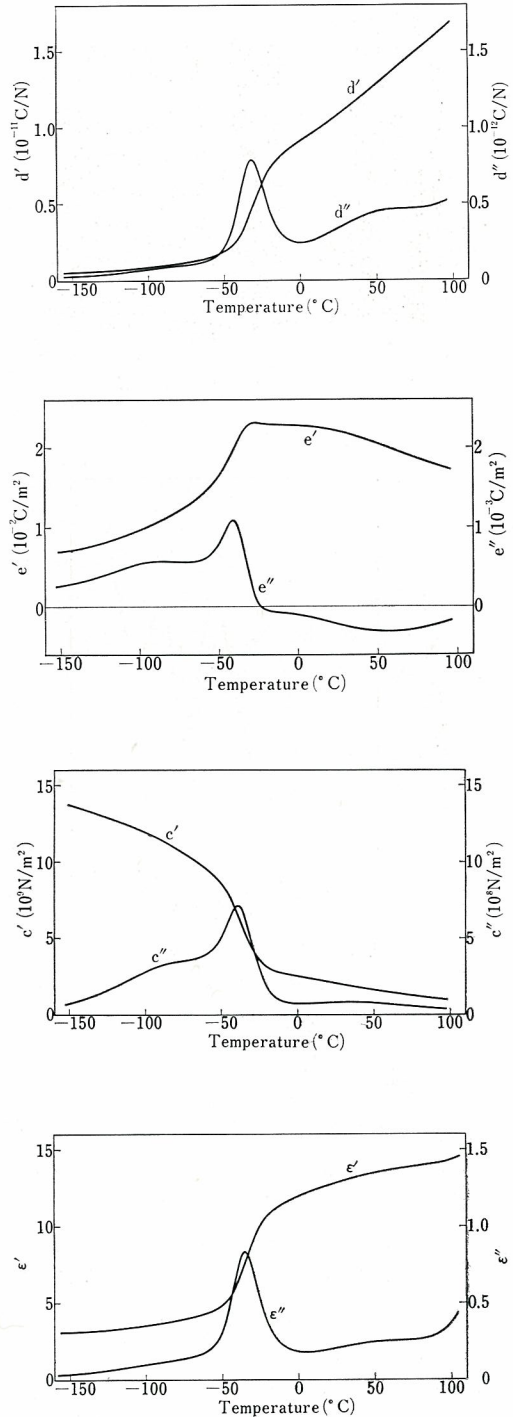 d′ (10⁻¹¹C/N)
1.5
1.0
0.5
0
d″ (10⁻¹²C/N)
1.5
1.0
0.5
0
d′
d″
−150 −100 −50 0 50 100
Temperature(°C)
e′ (10⁻²C/m²)
2
1
0
e″ (10⁻³C/m²)
2
1
0
e′
e″
−150 −100 −50 0 50 100
Temperature(°C)
c′ (10⁹N/m²)
15
10
5
0
c″ (10⁸N/m²)
15
10
5
0
c′
c″
−150 −100 −50 0 50 100
Temperature(°C)
ε′
15
10
5
0
ε″
1.5
1.0
0.5
0
ε′
ε″
−150 −100 −50 0 50 100
Temperature(°C)